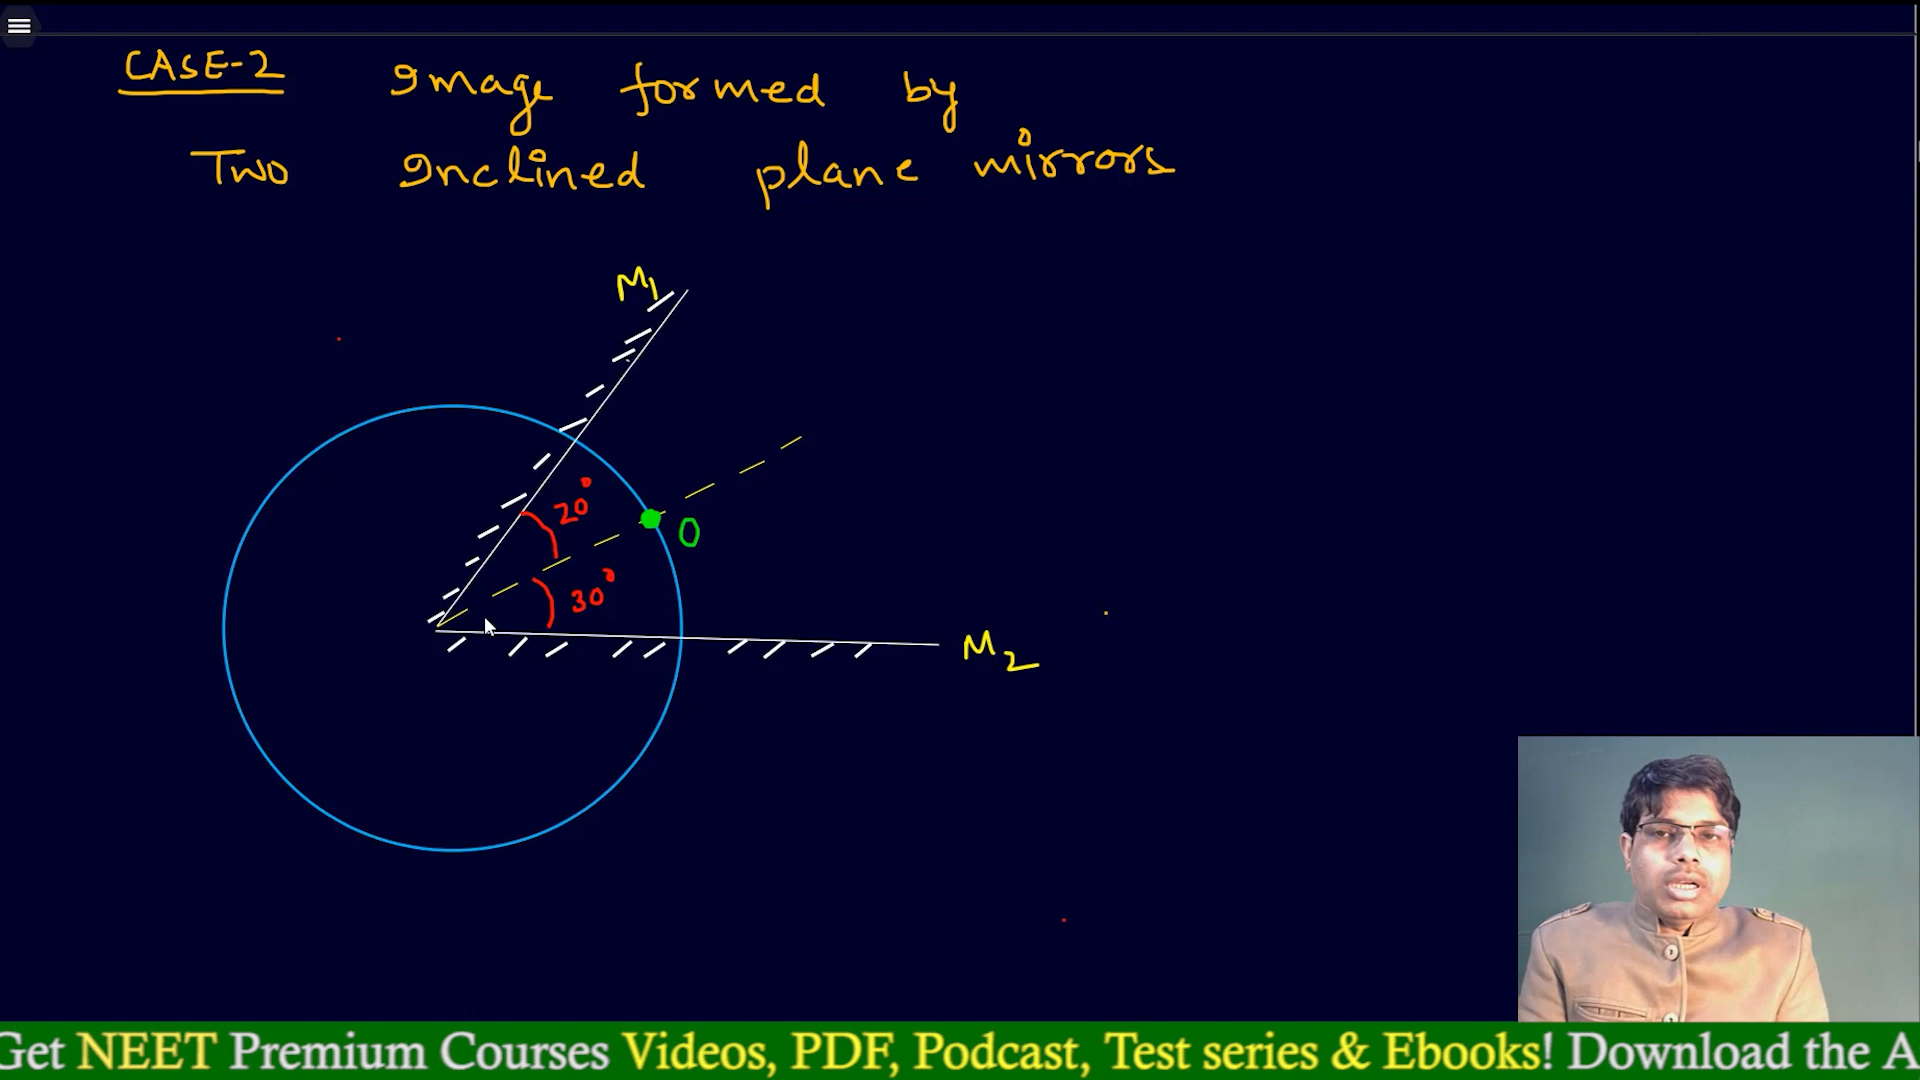 CASE-2 Image formed by
Two Inclined plane mirrors
M1
20°
O
30°
M2
Get NEET Premium Courses Videos, PDF, Podcast, Test series & Ebooks! Download the A